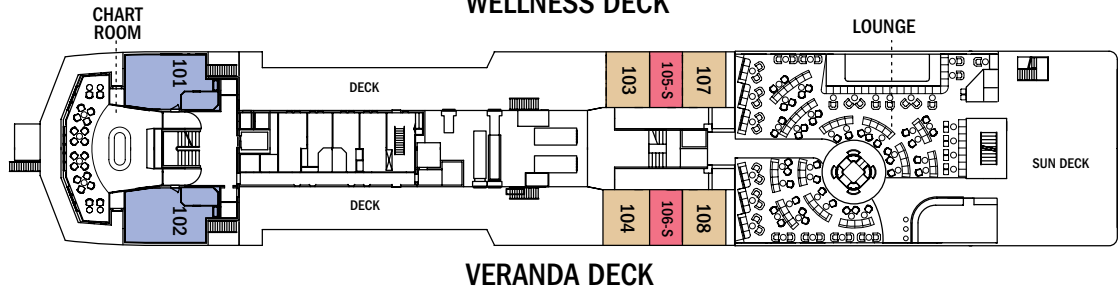 WELLNESS DECK
CHART
ROOM
LOUNGE
101
DECK
103
105-S
107
SUN DECK
102
DECK
104
106-S
108
VERANDA DECK